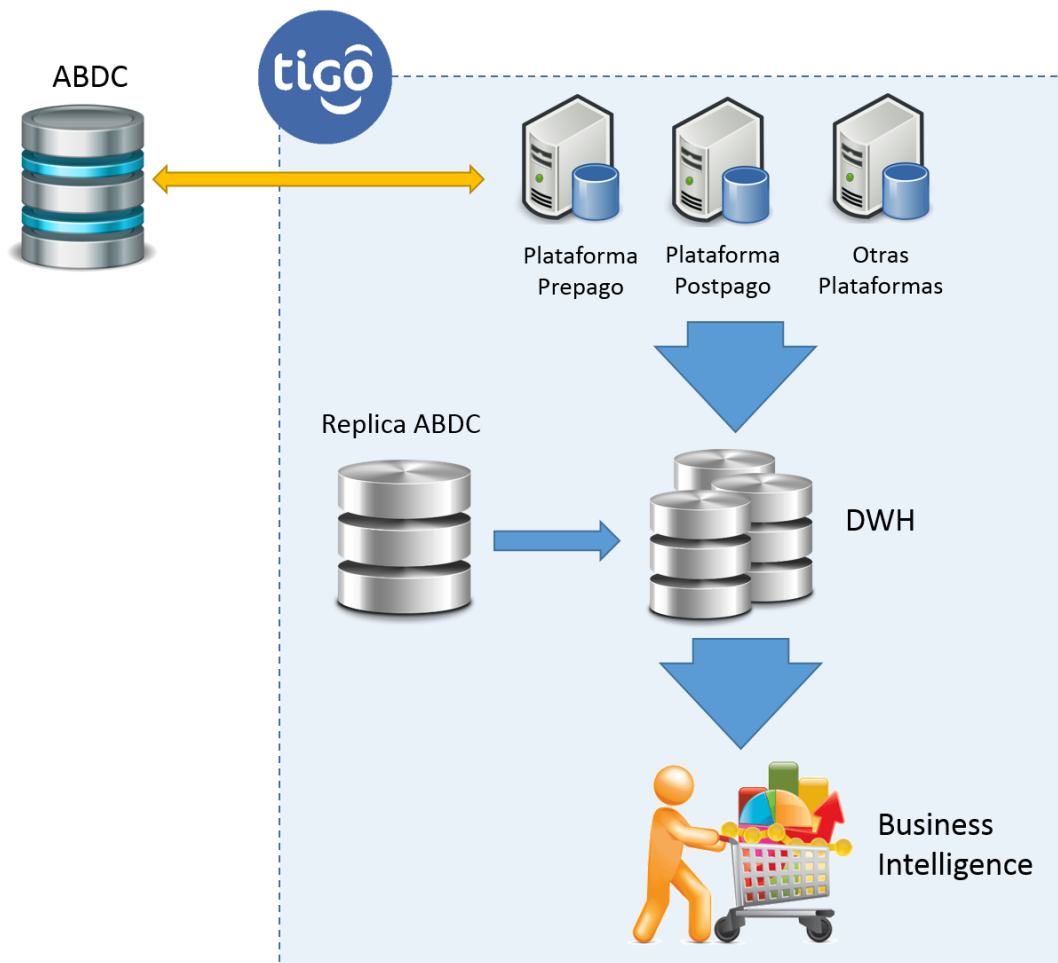 ABDC
tigo
Plataforma
Prepago
Plataforma
Postpago
Otras
Plataformas
Replica ABDC
DWH
Business
Intelligence